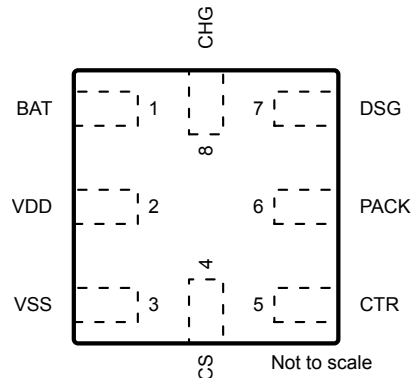 CHG
BAT 1 7 DSG
8
VDD 2 6 PACK
4
VSS 3 5 CTR
CS
Not to scale